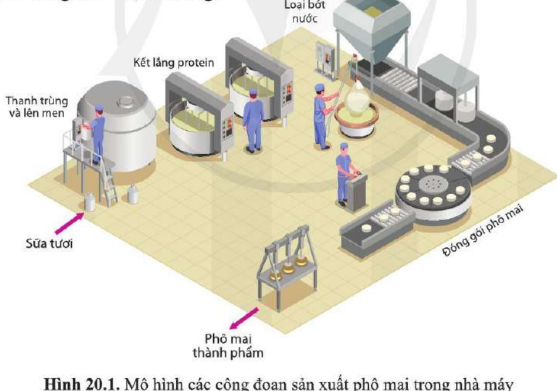 Loại bớt
nước
Kết lắng protein
Thanh trùng
và lên men
Sữa tươi
Đóng gói phô mai
Phô mai
thành phẩm
Hình 20.1. Mô hình các công đoạn sản xuất phô mai trong nhà máy